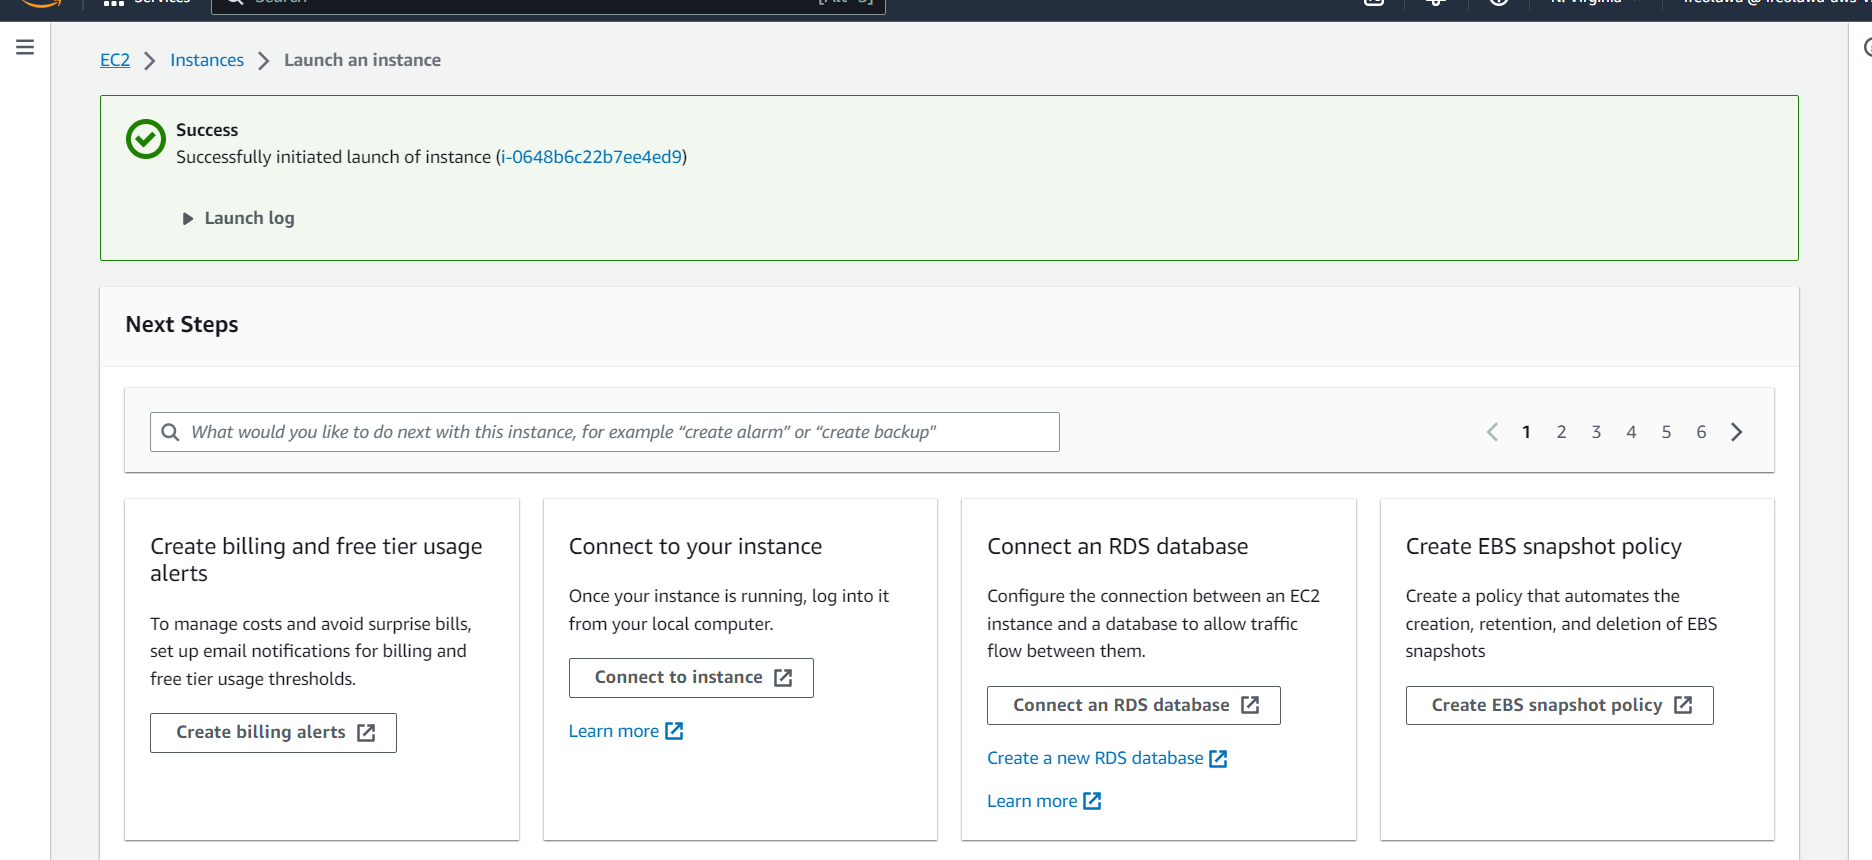 Services
Search
[Alt+S]
N. Virginia
EC2
Instances
Launch an instance
Success
Successfully initiated launch of instance (i-0648b6c22b7ee4ed9)
Launch log
Next Steps
What would you like to do next with this instance, for example “create alarm” or “create backup"
1 2 3 4 5 6
Create billing and free tier usage
alerts
To manage costs and avoid surprise bills,
set up email notifications for billing and
free tier usage thresholds.
Create billing alerts
Connect to your instance
Once your instance is running, log into it
from your local computer.
Connect to instance
Learn more
Connect an RDS database
Configure the connection between an EC2
instance and a database to allow traffic
flow between them.
Connect an RDS database
Create a new RDS database
Learn more
Create EBS snapshot policy
Create a policy that automates the
creation, retention, and deletion of EBS
snapshots
Create EBS snapshot policy